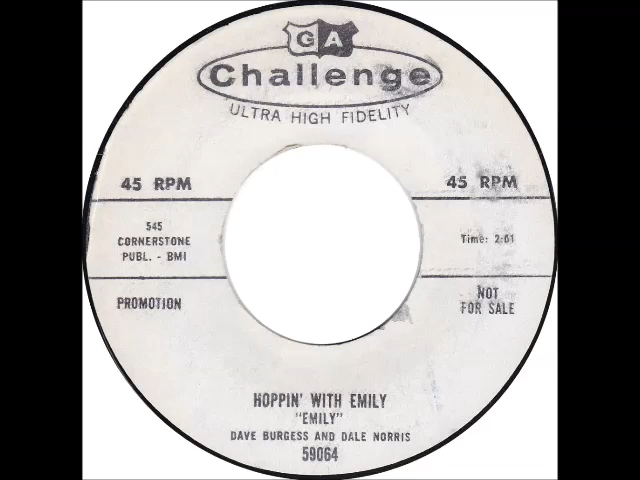 GA
Challenge
ULTRA HIGH FIDELITY
45 RPM
45 RPM
545
CORNERSTONE
PUBL. - BMI
Time: 2:01
PROMOTION
NOT
FOR SALE
HOPPIN' WITH EMILY
"EMILY"
DAVE BURGESS AND DALE NORRIS
59064